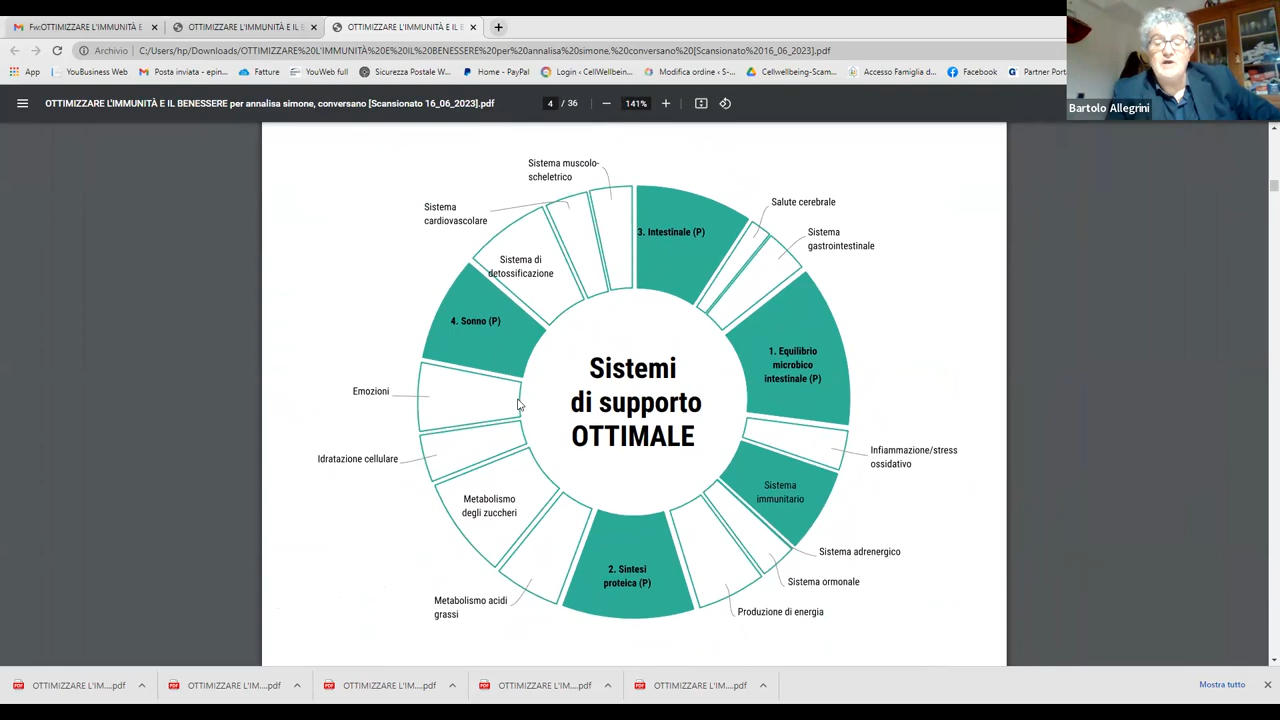 Fw:OTTIMIZZARE L'IMMUNITÀ E
OTTIMIZZARE L'IMMUNITÀ E IL B
OTTIMIZZARE L'IMMUNITÀ E IL B
Archivio
C:/Users/hp/Downloads/OTTIMIZZARE%20L'IMMUNITÀ%20E%20IL%20BENESSERE%20per%20annalisa%20simone,%20conversano%20[Scansionato%2016_06_2023].pdf
App
YouBusiness Web
Posta inviata - epin...
Fatture
YouWeb full
Sicurezza Postale W...
Home - PayPal
Login ‹ CellWellbeing...
Modifica ordine ‹ S...
Cellwellbeing-Scam...
Accesso Famiglia d...
Facebook
Partner Port
OTTIMIZZARE L'IMMUNITÀ E IL BENESSERE per annalisa simone, conversano [Scansionato 16_06_2023].pdf
4 / 36
141%
Bartolo Allegrini
Sistema muscolo-
scheletrico
Sistema
cardiovascolare
Sistema di
detossificazione
3. Intestinale (P)
Salute cerebrale
Sistema
gastrointestinale
4. Sonno (P)
1. Equilibrio
microbico
intestinale (P)
Sistemi
di supporto
OTTIMALE
Emozioni
Idratazione cellulare
Infiammazione/stress
ossidativo
Metabolismo
degli zuccheri
Sistema
immunitario
Sistema adrenergico
Sistema ormonale
2. Sintesi
proteica (P)
Metabolismo acidi
grassi
Produzione di energia
OTTIMIZZARE L'IM....pdf
OTTIMIZZARE L'IM....pdf
OTTIMIZZARE L'IM....pdf
OTTIMIZZARE L'IM....pdf
OTTIMIZZARE L'IM....pdf
Mostra tutto